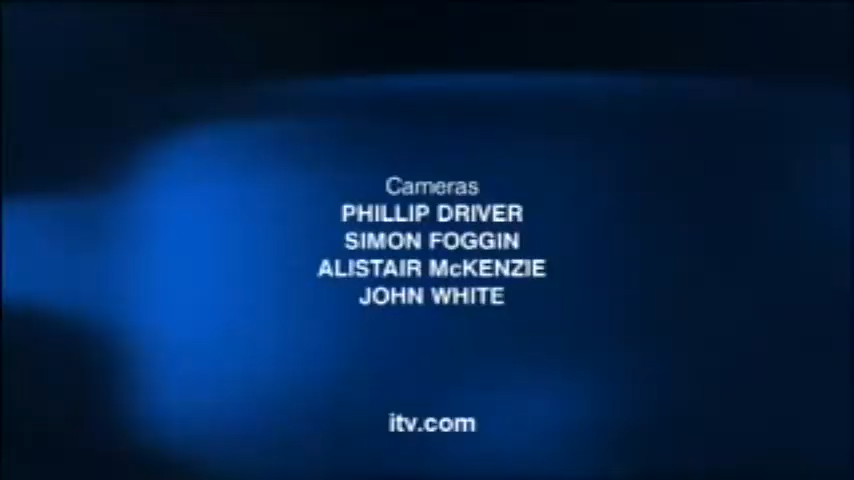 Cameras
PHILLIP DRIVER
SIMON FOGGIN
ALISTAIR McKENZIE
JOHN WHITE
itv.com